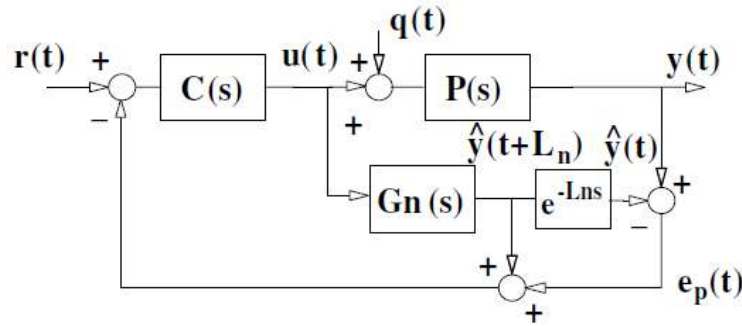 q(t)
r(t)
+
C(s)
u(t)
+
P(s)
y(t)
−
+
ŷ(t+Lₙ)
ŷ(t)
Gn (s)
e^-Lns
+
−
+
+
eₚ(t)